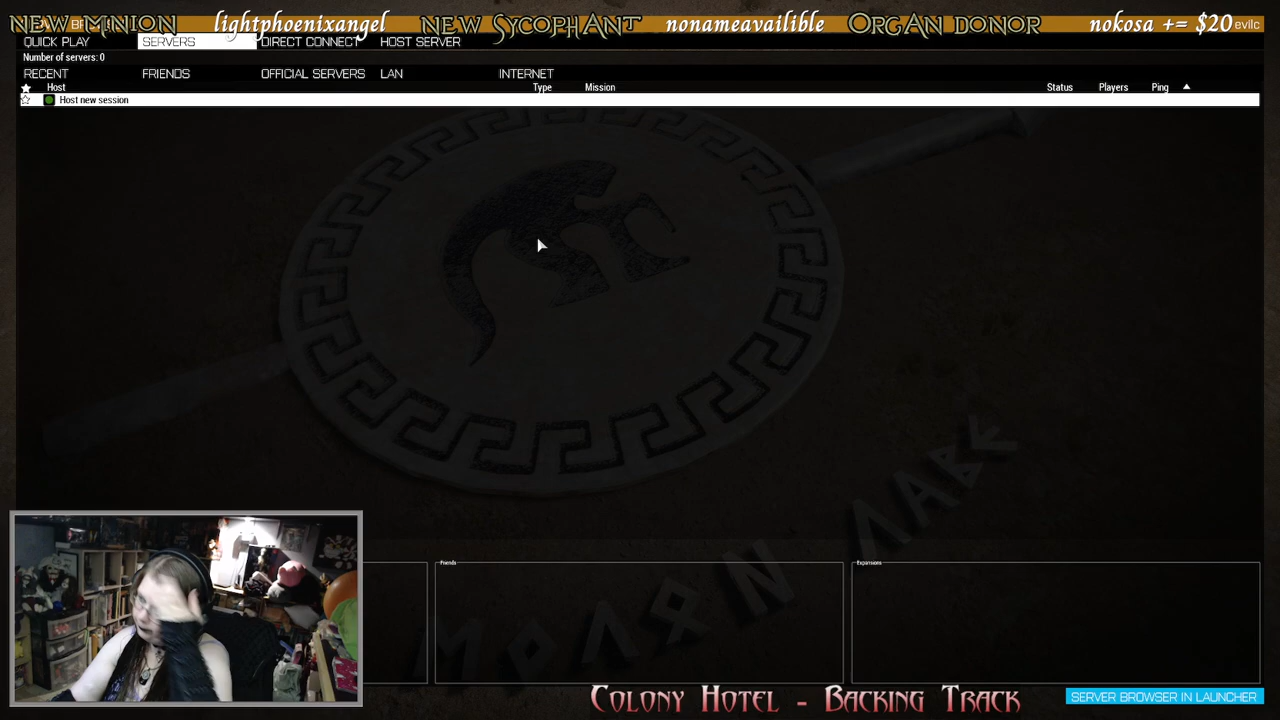 NEW MINION lightphoenixangel NEW SYCOPHANT nonameavailible ORGAN DONOR nokosa += $20 evilc
QUICK PLAY SERVERS DIRECT CONNECT HOST SERVER
Number of servers: 0
RECENT FRIENDS OFFICIAL SERVERS LAN INTERNET
Host Type Mission Status Players Ping
Host new session
ΜΟΛΩΝ ΛΑΒΕ
Friends Expansions
COLONY HOTEL - BACKING TRACK
SERVER BROWSER IN LAUNCHER